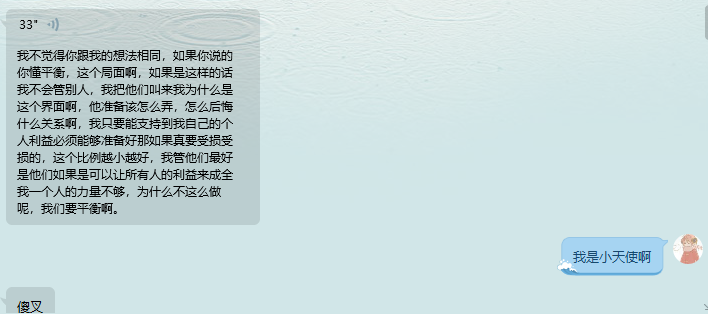 33"
我不觉得你跟我的想法相同，如果你说的
你懂平衡，这个局面啊，如果是这样的话
我不会管别人，我把他们叫来我为什么是
这个界面啊，他准备该怎么弄，怎么后悔
什么关系啊，我只要能支持到我自己的个
人利益必须能够准备好那如果真要受损受
损的，这个比例越小越好，我管他们最好
是他们如果是可以让所有人的利益来成全
我一个人的力量不够，为什么不这么做
呢，我们要平衡啊。
我是小天使啊
傻叉